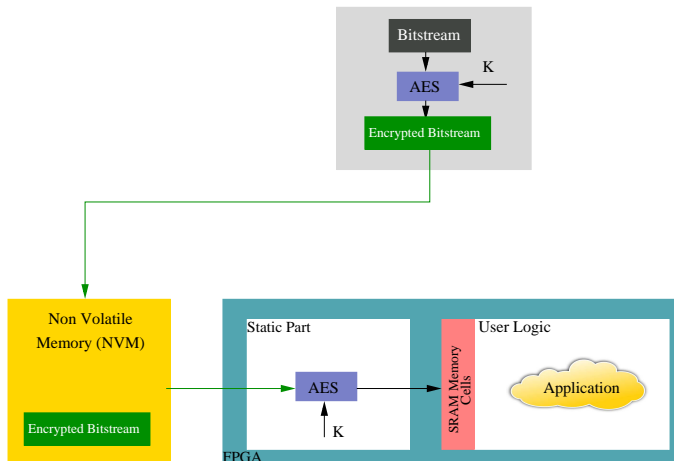 Bitstream
K
AES
Encrypted Bitstream
Non Volatile
Memory (NVM)
Encrypted Bitstream
Static Part
AES
K
FPGA
SRAM Memory
Cells
User Logic
Application